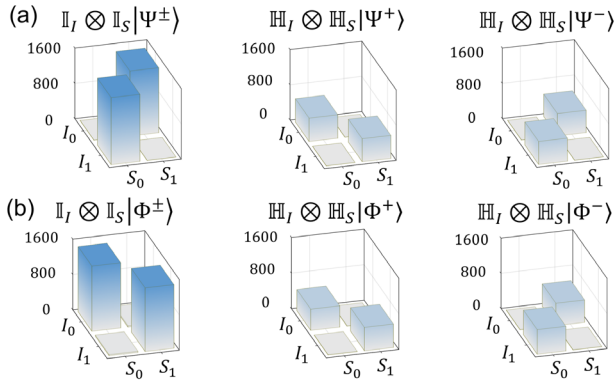 (a) 𝕀_I ⊗ 𝕀_S|Ψ^±⟩ ℍ_I ⊗ ℍ_S|Ψ^+⟩ ℍ_I ⊗ ℍ_S|Ψ^−⟩
1600 1600 1600
800 800 800
0 0 0
I_0 I_0 I_0
I_1 I_1 I_1
S_0 S_1 S_0 S_1 S_0 S_1
(b) 𝕀_I ⊗ 𝕀_S|Φ^±⟩ ℍ_I ⊗ ℍ_S|Φ^+⟩ ℍ_I ⊗ ℍ_S|Φ^−⟩
1600 1600 1600
800 800 800
0 0 0
I_0 I_0 I_0
I_1 I_1 I_1
S_0 S_1 S_0 S_1 S_0 S_1